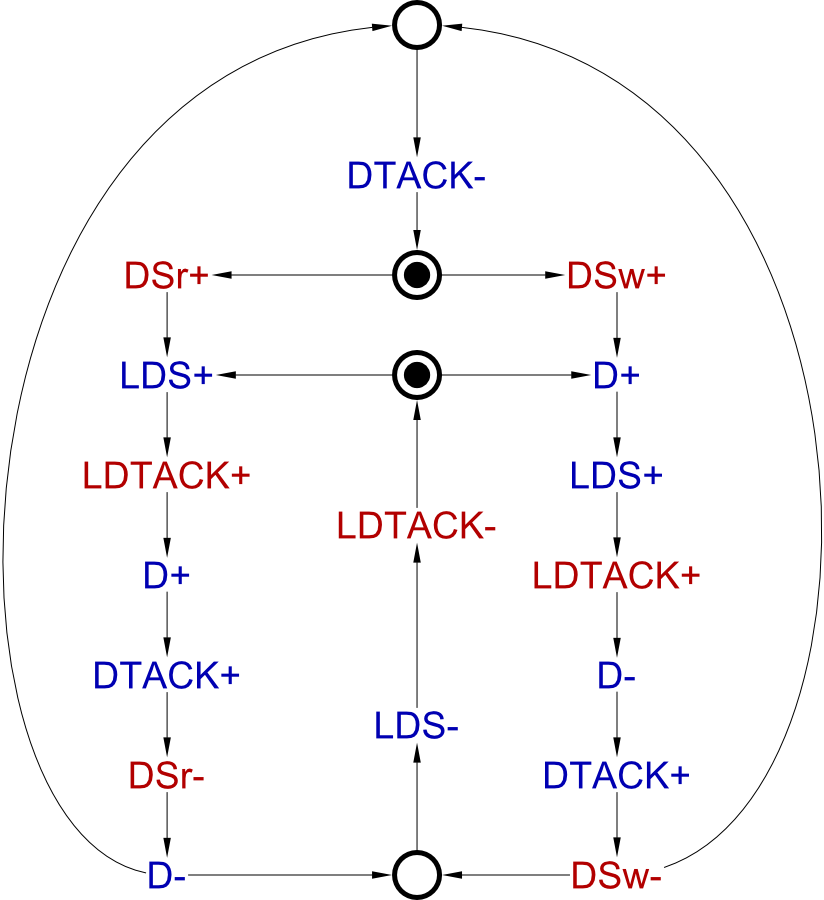 DTACK-
DSr+
DSw+
LDS+
D+
LDTACK+
LDS+
LDTACK-
D+
LDTACK+
DTACK+
D-
LDS-
DSr-
DTACK+
D-
DSw-